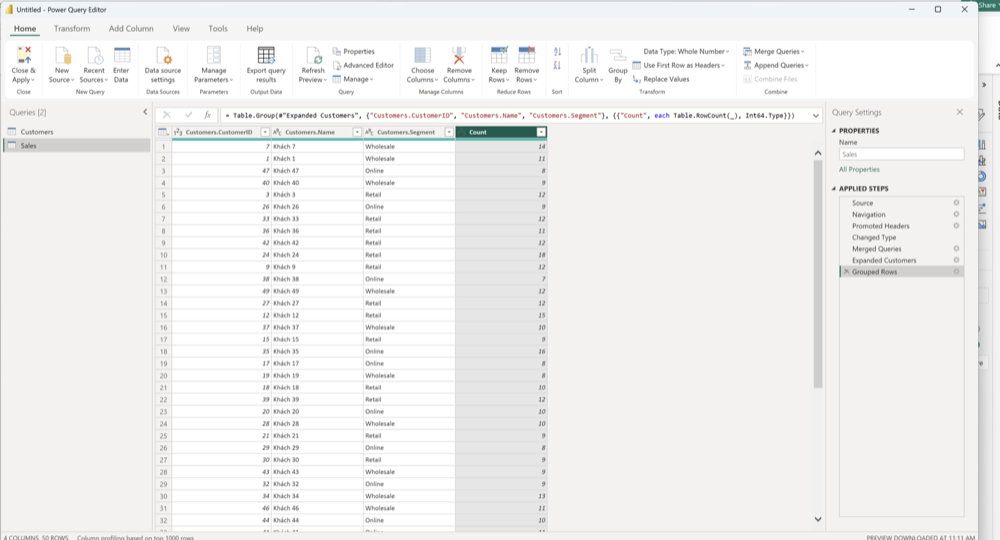 Untitled - Power Query Editor
Share
Home Transform Add Column View Tools Help
Close & Apply New Source Recent Sources Enter Data Data source settings Manage Parameters Export query results Refresh Preview Properties Advanced Editor Manage Choose Columns Remove Columns Keep Rows Remove Rows Split Column Group By Data Type: Whole Number Use First Row as Headers Replace Values Merge Queries Append Queries Combine Files
Close New Query Data Sources Parameters Output Data Query Manage Columns Reduce Rows Sort Transform Combine
Queries [2]
Customers
Sales
= Table.Group(#"Expanded Customers", {"Customers.CustomerID", "Customers.Name", "Customers.Segment"}, {{"Count", each Table.RowCount(_), Int64.Type}})
Customers.CustomerID Customers.Name Customers.Segment Count
1 7 Khách 7 Wholesale 14
2 1 Khách 1 Wholesale 11
3 47 Khách 47 Online 8
4 40 Khách 40 Wholesale 9
5 3 Khách 3 Retail 12
6 26 Khách 26 Online 9
7 33 Khách 33 Retail 12
8 36 Khách 36 Retail 11
9 42 Khách 42 Retail 12
10 24 Khách 24 Retail 18
11 9 Khách 9 Retail 12
12 38 Khách 38 Online 7
13 49 Khách 49 Wholesale 12
14 27 Khách 27 Retail 12
15 12 Khách 12 Retail 15
16 37 Khách 37 Wholesale 10
17 15 Khách 15 Retail 9
18 35 Khách 35 Online 16
19 17 Khách 17 Online 8
20 19 Khách 19 Wholesale 8
21 18 Khách 18 Retail 10
22 39 Khách 39 Retail 12
23 20 Khách 20 Online 10
24 28 Khách 28 Wholesale 10
25 21 Khách 21 Retail 9
26 29 Khách 29 Online 8
27 30 Khách 30 Retail 9
28 43 Khách 43 Wholesale 9
29 32 Khách 32 Online 9
30 34 Khách 34 Wholesale 13
31 46 Khách 46 Wholesale 11
32 44 Khách 44 Online 10
Query Settings
PROPERTIES
Name
Sales
All Properties
APPLIED STEPS
Source
Navigation
Promoted Headers
Changed Type
Merged Queries
Expanded Customers
Grouped Rows
4 COLUMNS, 50 ROWS Column profiling based on top 1000 rows PREVIEW DOWNLOADED AT 11:11 AM